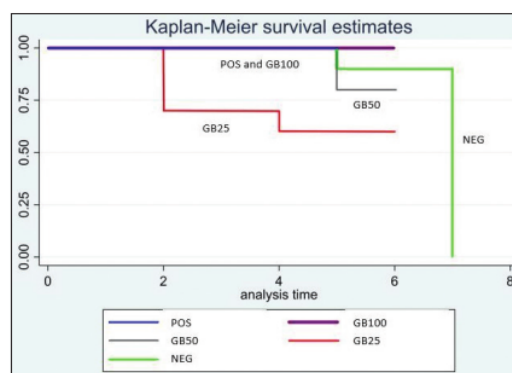 Kaplan-Meier survival estimates
1.00
POS and GB100
0.75
GB50
GB25
NEG
0.50
0.25
0.00
0 2 4 6 8
analysis time
POS GB100
GB50 GB25
NEG